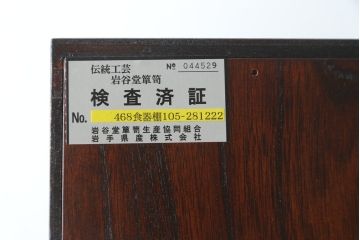 伝統工芸 № 044529
岩谷堂箪笥
検査済証
No. 468食器棚105-281222
岩谷堂箪笥生産協同組合
岩手県産株式会社